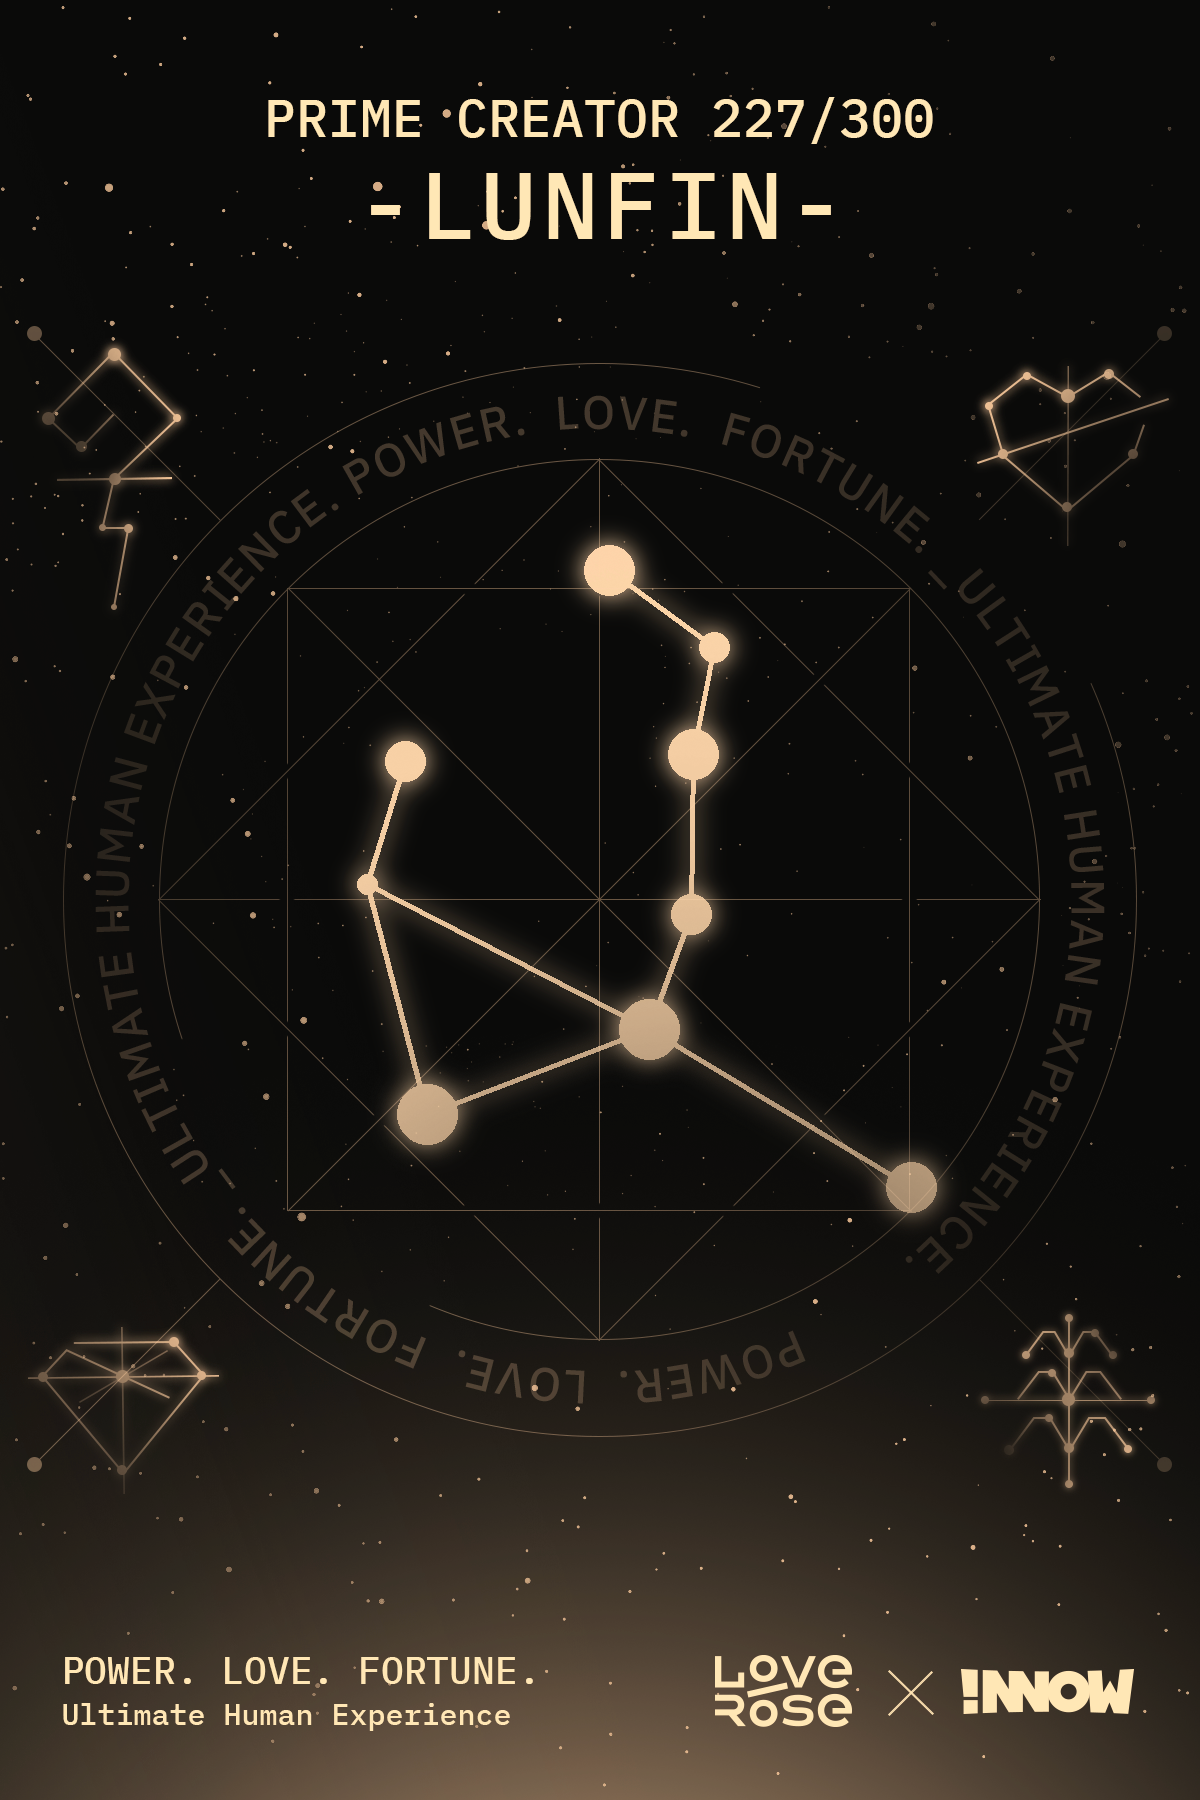 PRIME CREATOR 227/300
-LUNFIN-
POWER. LOVE. FORTUNE. – ULTIMATE HUMAN EXPERIENCE.
POWER. LOVE. FORTUNE. – ULTIMATE HUMAN EXPERIENCE.
POWER. LOVE. FORTUNE.
Ultimate Human Experience
LOVE
ROSE
!NNOW